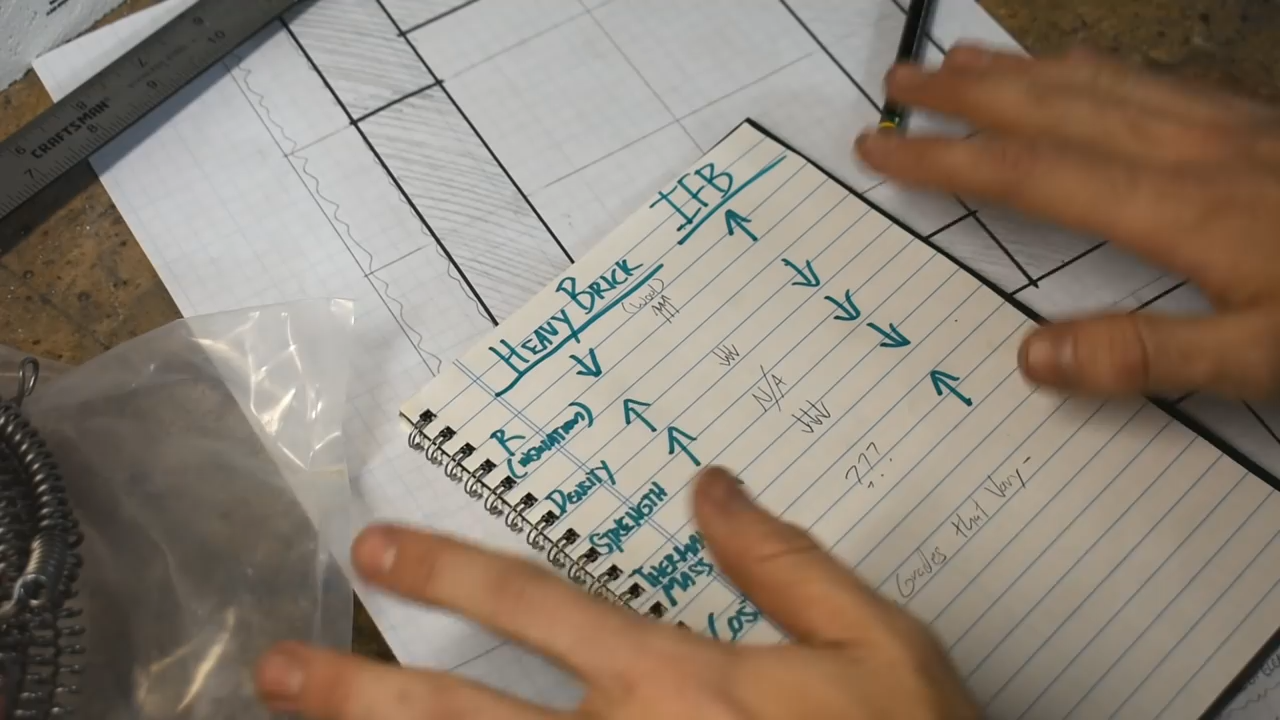 CRAFTSMAN
HEAVY BRICK
(Wool)
IFB
R
(INSULATION)
DENSITY
STRENGTH
N/A
THERMAL
MASS
COST
???
Grades that Vary -